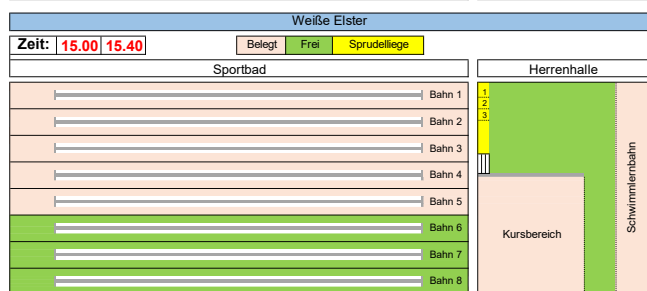 Weiße Elster
Zeit: 15.00 15.40
Belegt Frei Sprudelliege
Sportbad
Herrenhalle
Bahn 1
Bahn 2
Bahn 3
Bahn 4
Bahn 5
Bahn 6
Bahn 7
Bahn 8
1
2
3
Kursbereich
Schwimmlernbahn